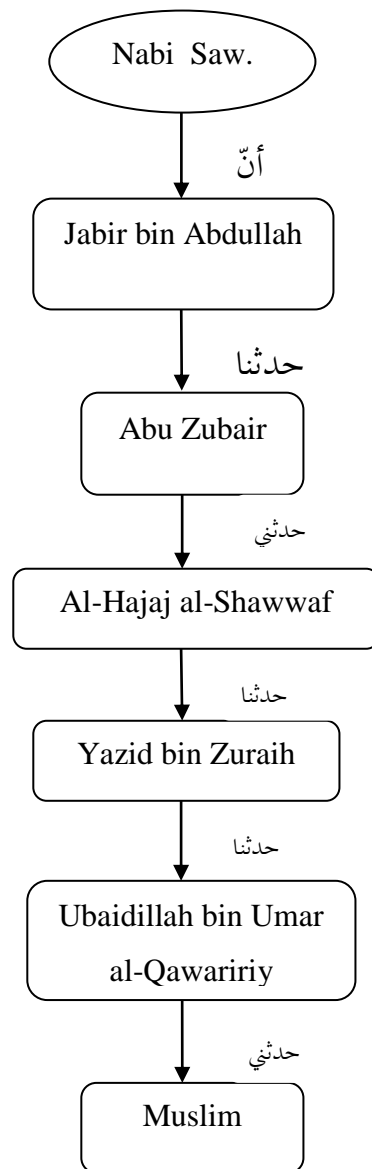 Nabi Saw.
أنّ
Jabir bin Abdullah
حدثنا
Abu Zubair
حدثني
Al-Hajaj al-Shawwaf
حدثنا
Yazid bin Zuraih
حدثنا
Ubaidillah bin Umar
al-Qawaririy
حدثني
Muslim